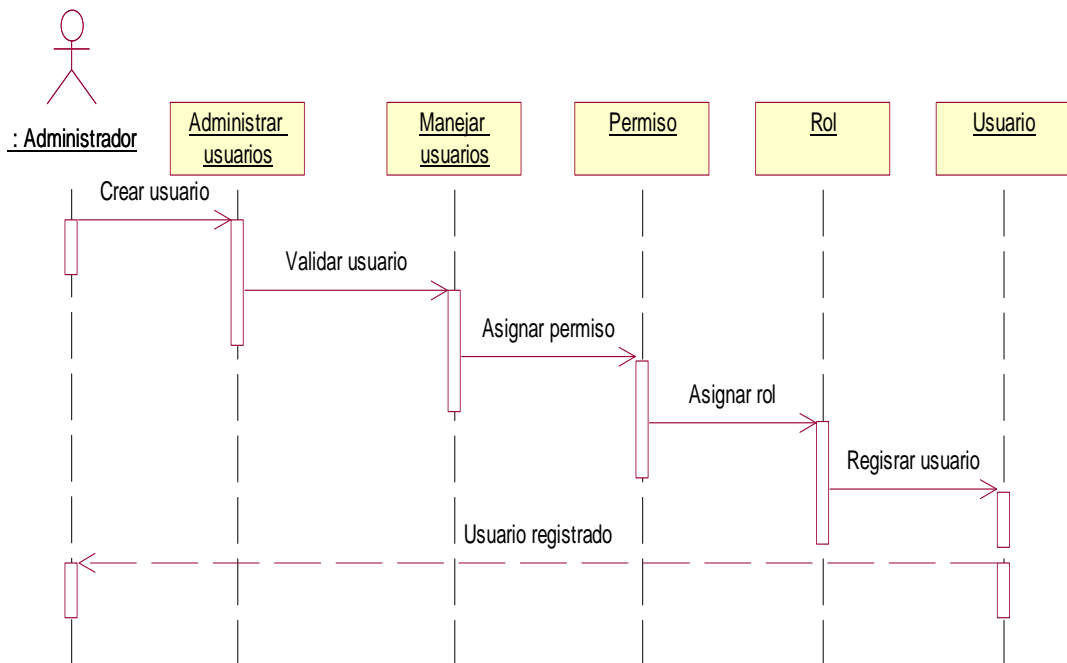 : Administrador
Administrar
usuarios
Manejar
usuarios
Permiso
Rol
Usuario
Crear usuario
Validar usuario
Asignar permiso
Asignar rol
Regisrar usuario
Usuario registrado